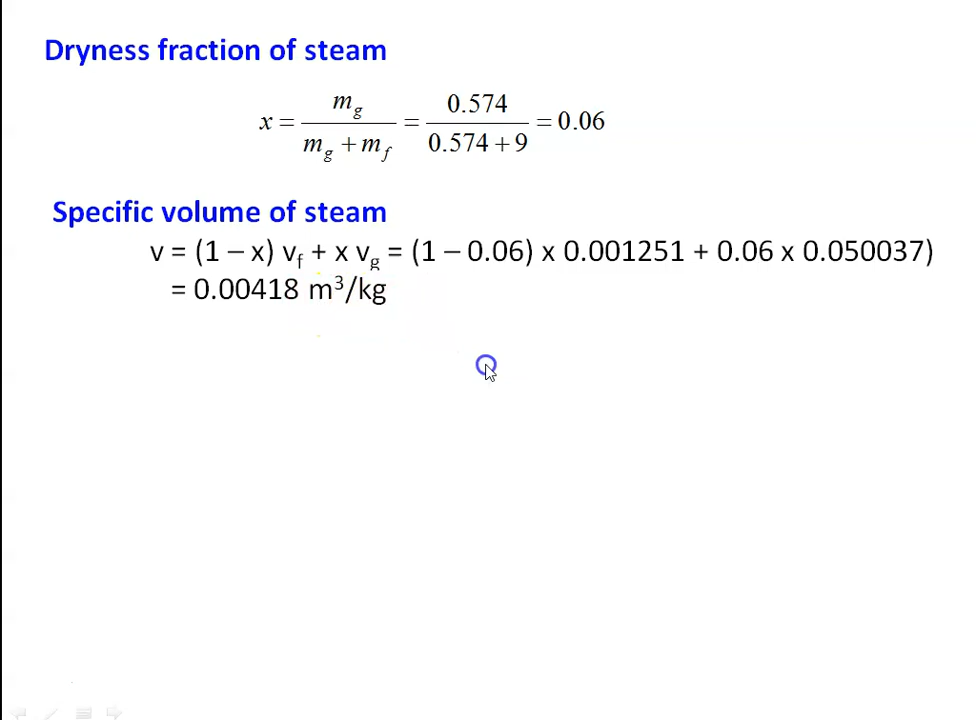 Dryness fraction of steam
x = m_g / (m_g + m_f) = 0.574 / (0.574 + 9) = 0.06
Specific volume of steam
v = (1 – x) v_f + x v_g = (1 – 0.06) x 0.001251 + 0.06 x 0.050037)
= 0.00418 m³/kg